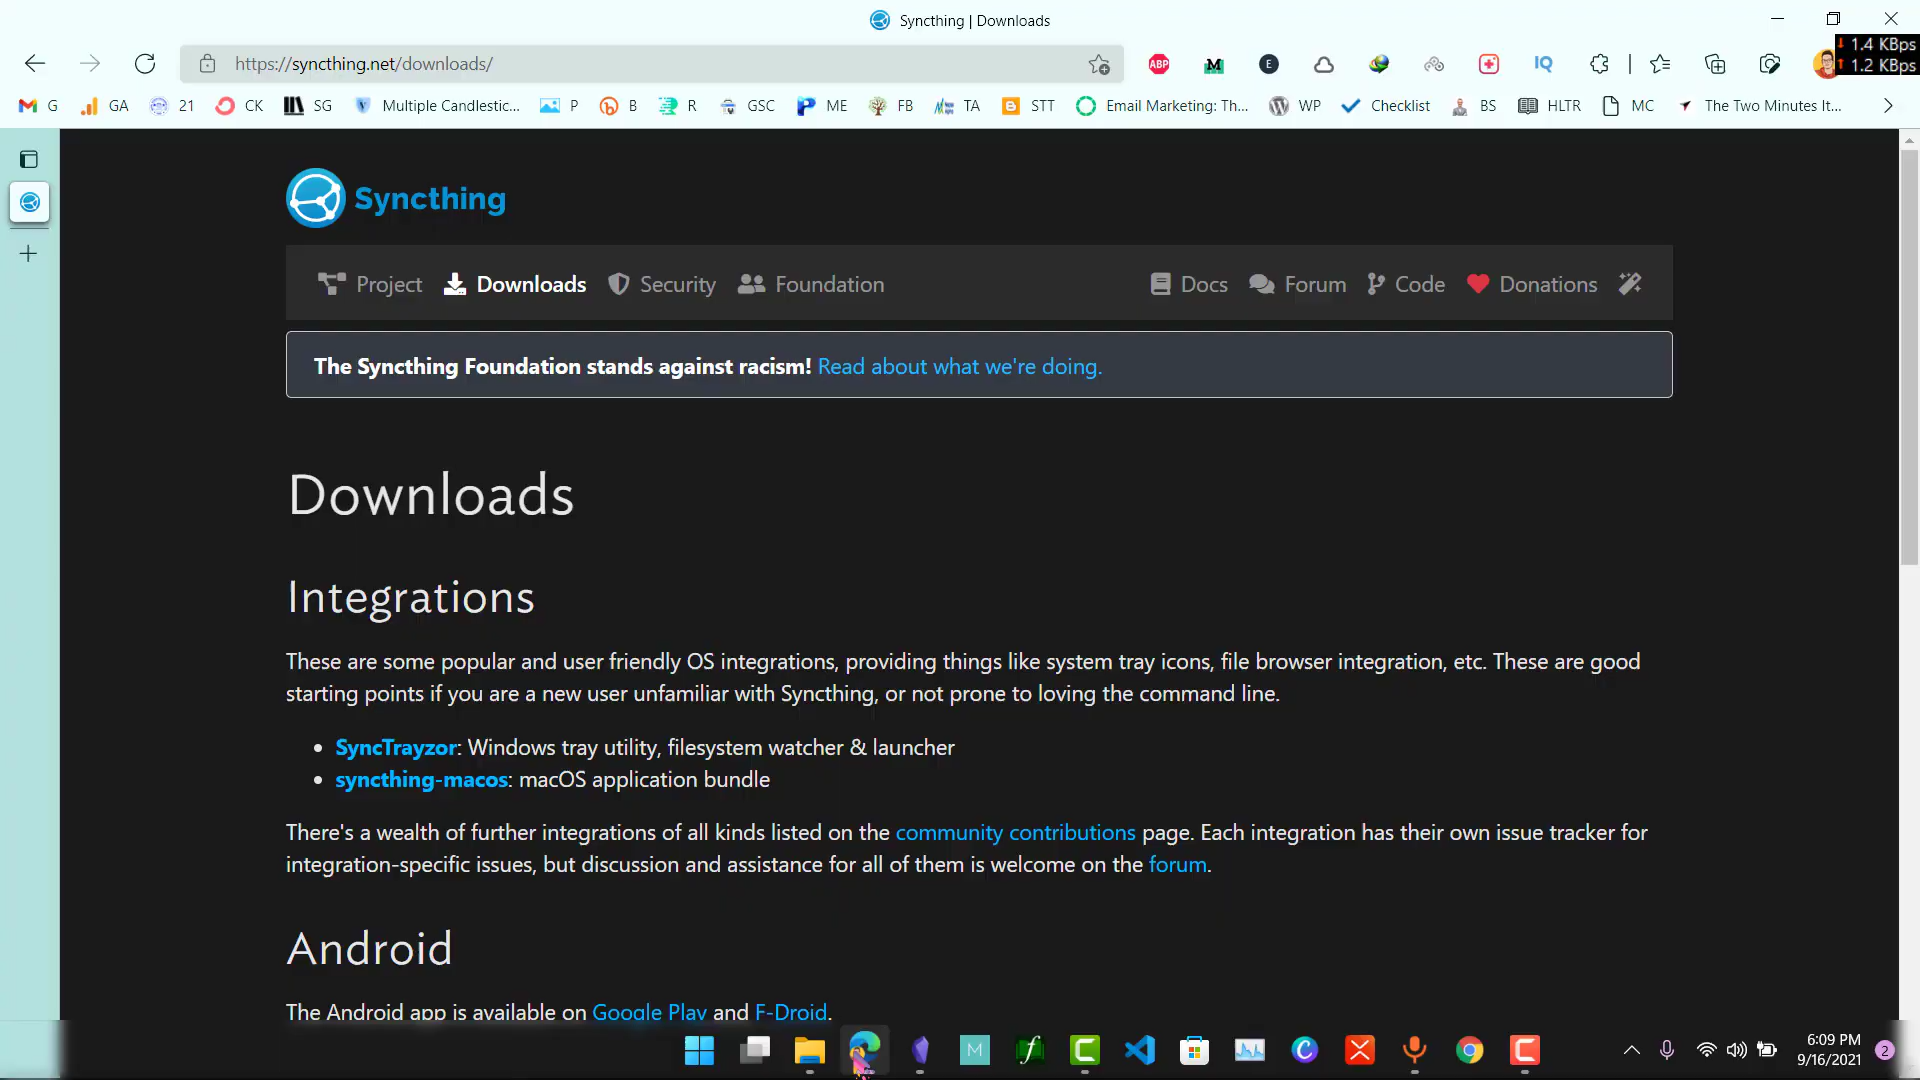 Syncthing | Downloads
https://syncthing.net/downloads/
ABP
M
E
IQ
1.4 KBps
1.2 KBps
G
GA
21
CK
SG
Multiple Candlestic...
P
B
R
GSC
ME
FB
TA
STT
Email Marketing: Th...
WP
Checklist
BS
HLTR
MC
The Two Minutes It...
Syncthing
Project
Downloads
Security
Foundation
Docs
Forum
Code
Donations
The Syncthing Foundation stands against racism! Read about what we're doing.
Downloads
Integrations
These are some popular and user friendly OS integrations, providing things like system tray icons, file browser integration, etc. These are good
starting points if you are a new user unfamiliar with Syncthing, or not prone to loving the command line.
SyncTrayzor: Windows tray utility, filesystem watcher & launcher
syncthing-macos: macOS application bundle
There's a wealth of further integrations of all kinds listed on the community contributions page. Each integration has their own issue tracker for
integration-specific issues, but discussion and assistance for all of them is welcome on the forum.
Android
The Android app is available on Google Play and F-Droid.
M
6:09 PM
9/16/2021
2